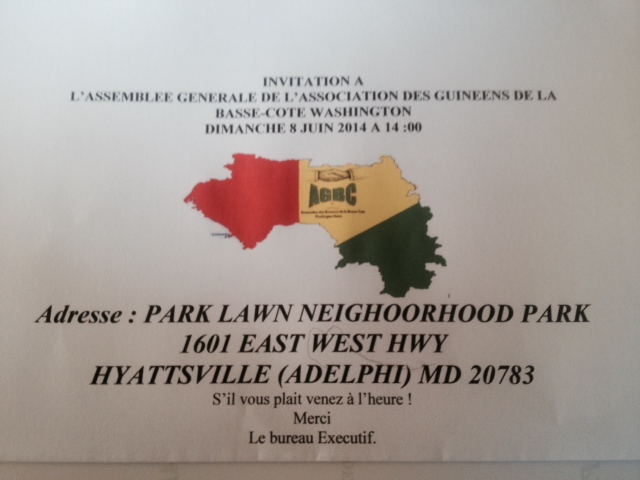 INVITATION A
L'ASSEMBLEE GENERALE DE L'ASSOCIATION DES GUINEENS DE LA
BASSE-COTE WASHINGTON
DIMANCHE 8 JUIN 2014 A 14 :00
AGBC
Adresse : PARK LAWN NEIGHOORHOOD PARK
1601 EAST WEST HWY
HYATTSVILLE (ADELPHI) MD 20783
S'il vous plait venez à l'heure !
Merci
Le bureau Executif.